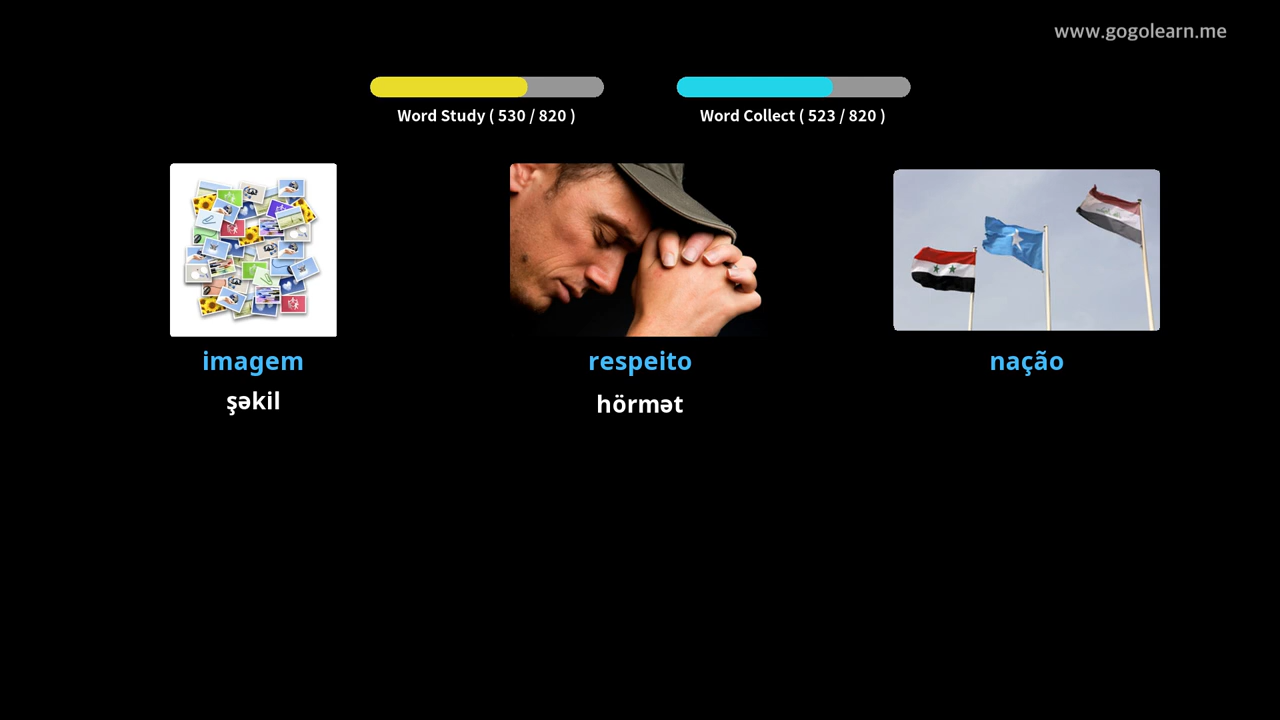 www.gogolearn.me
Word Study ( 530 / 820 )
Word Collect ( 523 / 820 )
imagem
respeito
nação
şəkil
hörmət